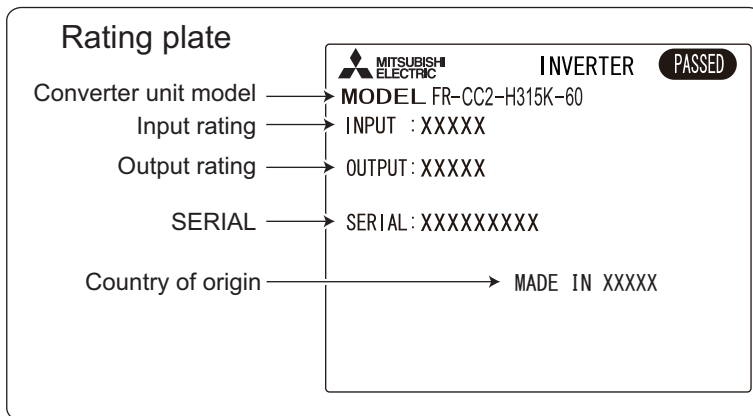 Rating plate
MITSUBISHI
ELECTRIC
INVERTER
PASSED
Converter unit model
MODEL FR-CC2-H315K-60
Input rating
INPUT :XXXXX
Output rating
OUTPUT:XXXXX
SERIAL
SERIAL:XXXXXXXXX
Country of origin
MADE IN XXXXX